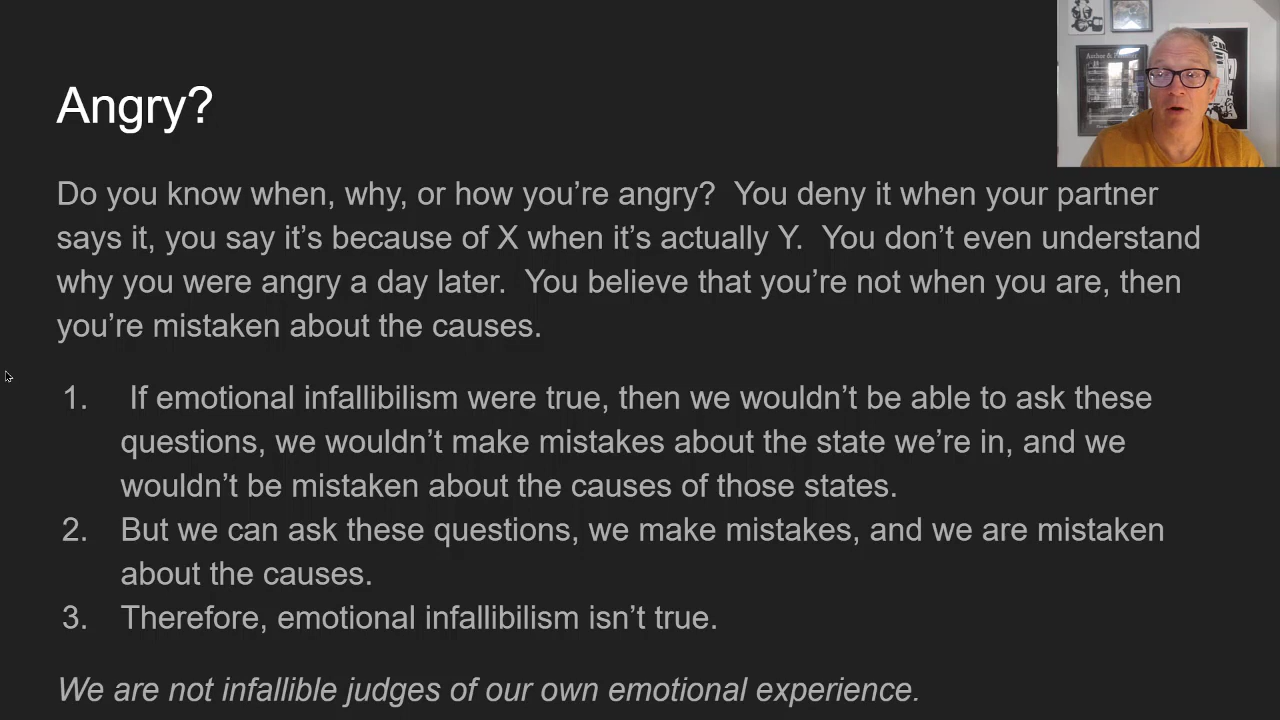 Angry?
Do you know when, why, or how you’re angry?  You deny it when your partner
says it, you say it’s because of X when it’s actually Y.  You don’t even understand
why you were angry a day later.  You believe that you’re not when you are, then
you’re mistaken about the causes.
1. If emotional infallibilism were true, then we wouldn’t be able to ask these
questions, we wouldn’t make mistakes about the state we’re in, and we
wouldn’t be mistaken about the causes of those states.
2. But we can ask these questions, we make mistakes, and we are mistaken
about the causes.
3. Therefore, emotional infallibilism isn’t true.
We are not infallible judges of our own emotional experience.